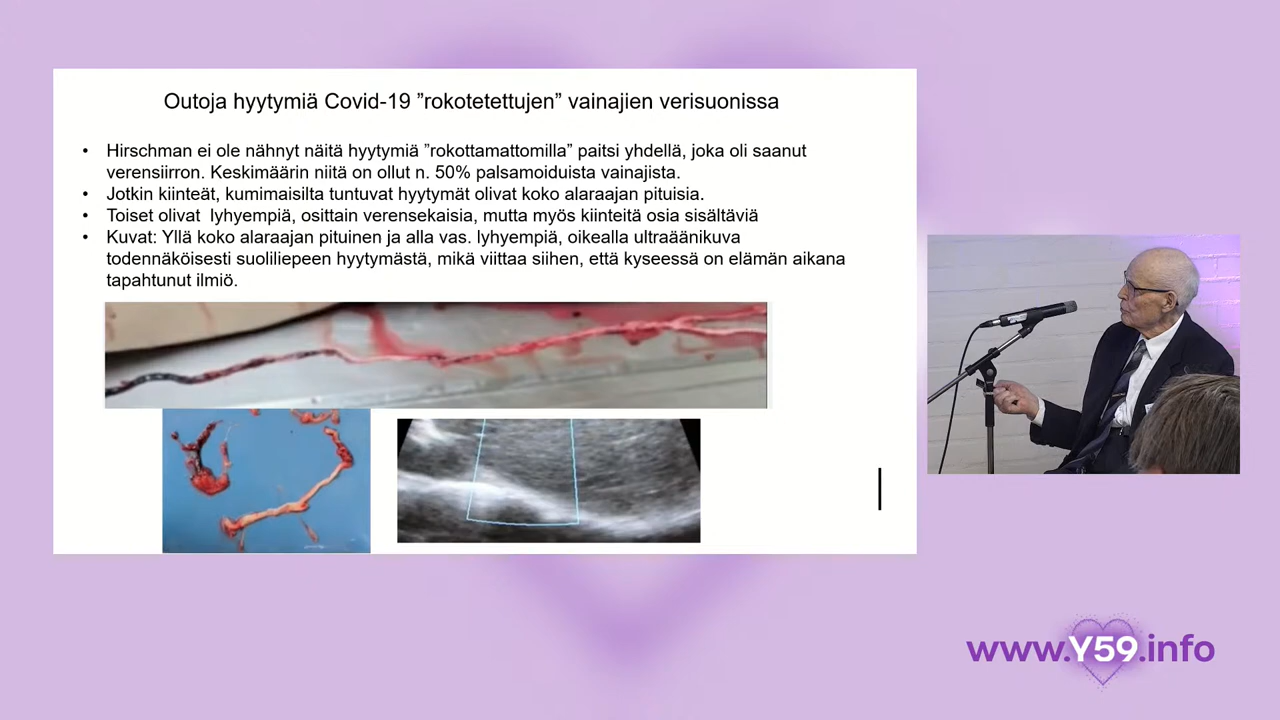 Outoja hyytymiä Covid-19 ”rokotetettujen” vainajien verisuonissa
• Hirschman ei ole nähnyt näitä hyytymiä ”rokottamattomilla” paitsi yhdellä, joka oli saanut
verensiirron. Keskimäärin niitä on ollut n. 50% palsamoiduista vainajista.
• Jotkin kiinteät, kumimaisilta tuntuvat hyytymät olivat koko alaraajan pituisia.
• Toiset olivat  lyhyempiä, osittain verensekaisia, mutta myös kiinteitä osia sisältäviä
• Kuvat: Yllä koko alaraajan pituinen ja alla vas. lyhyempiä, oikealla ultraäänikuva
todennäköisesti suoliliepeen hyytymästä, mikä viittaa siihen, että kyseessä on elämän aikana
tapahtunut ilmiö.
www.Y59.info